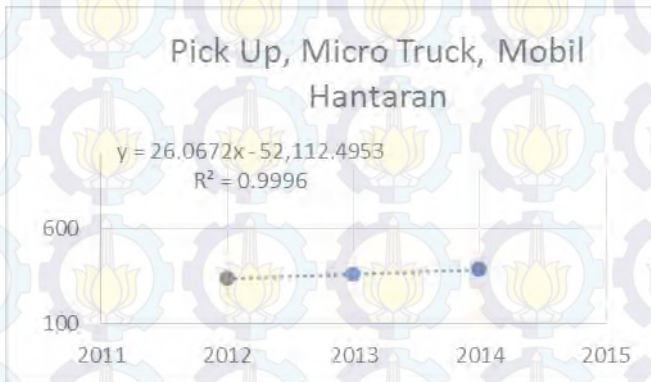 Pick Up, Micro Truck, Mobil
Hantaran
y = 26.0672x - 52,112.4953
R² = 0.9996
600
100
2011 2012 2013 2014 2015